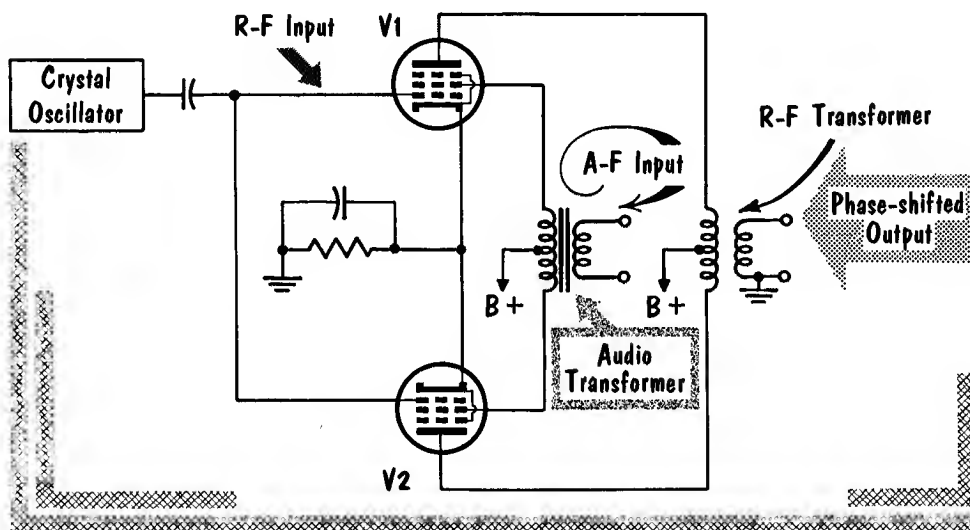 R-F Input
V1
Crystal
Oscillator
R-F Transformer
A-F Input
Phase-shifted
Output
B +
B +
Audio
Transformer
V2